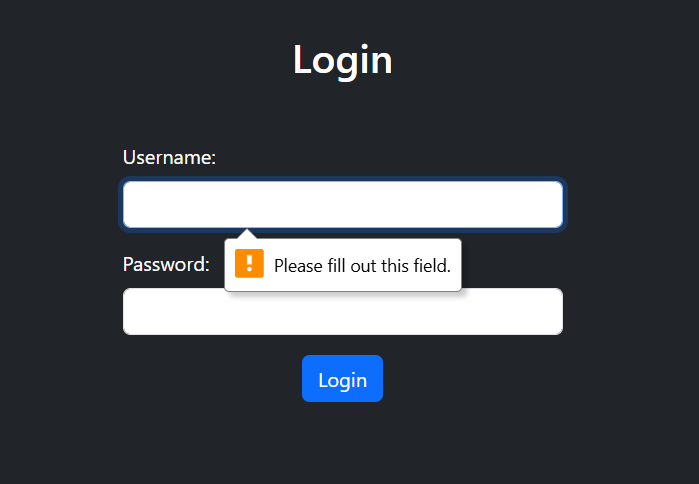 Login
Username:
Please fill out this field.
Password:
Login